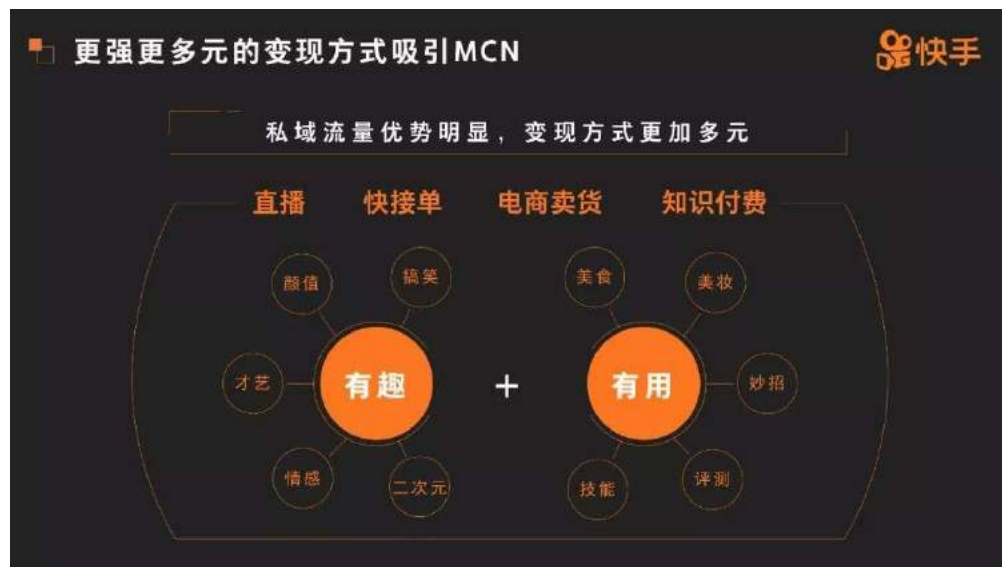 更强更多元的变现方式吸引MCN
快手
私域流量优势明显，变现方式更加多元
直播 快接单 电商卖货 知识付费
颜值 搞笑 美食 美妆
才艺 有趣 + 有用 妙招
情感 二次元 技能 评测